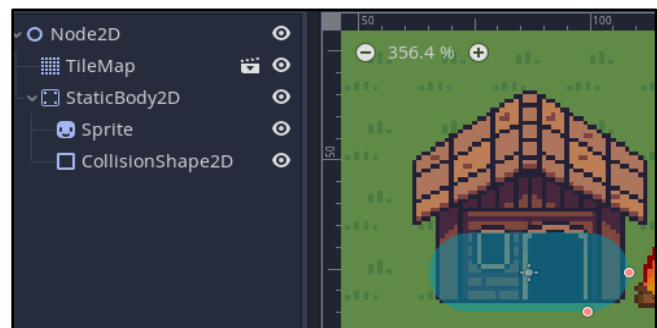 Node2D
TileMap
StaticBody2D
Sprite
CollisionShape2D
50
100
356.4 %
50